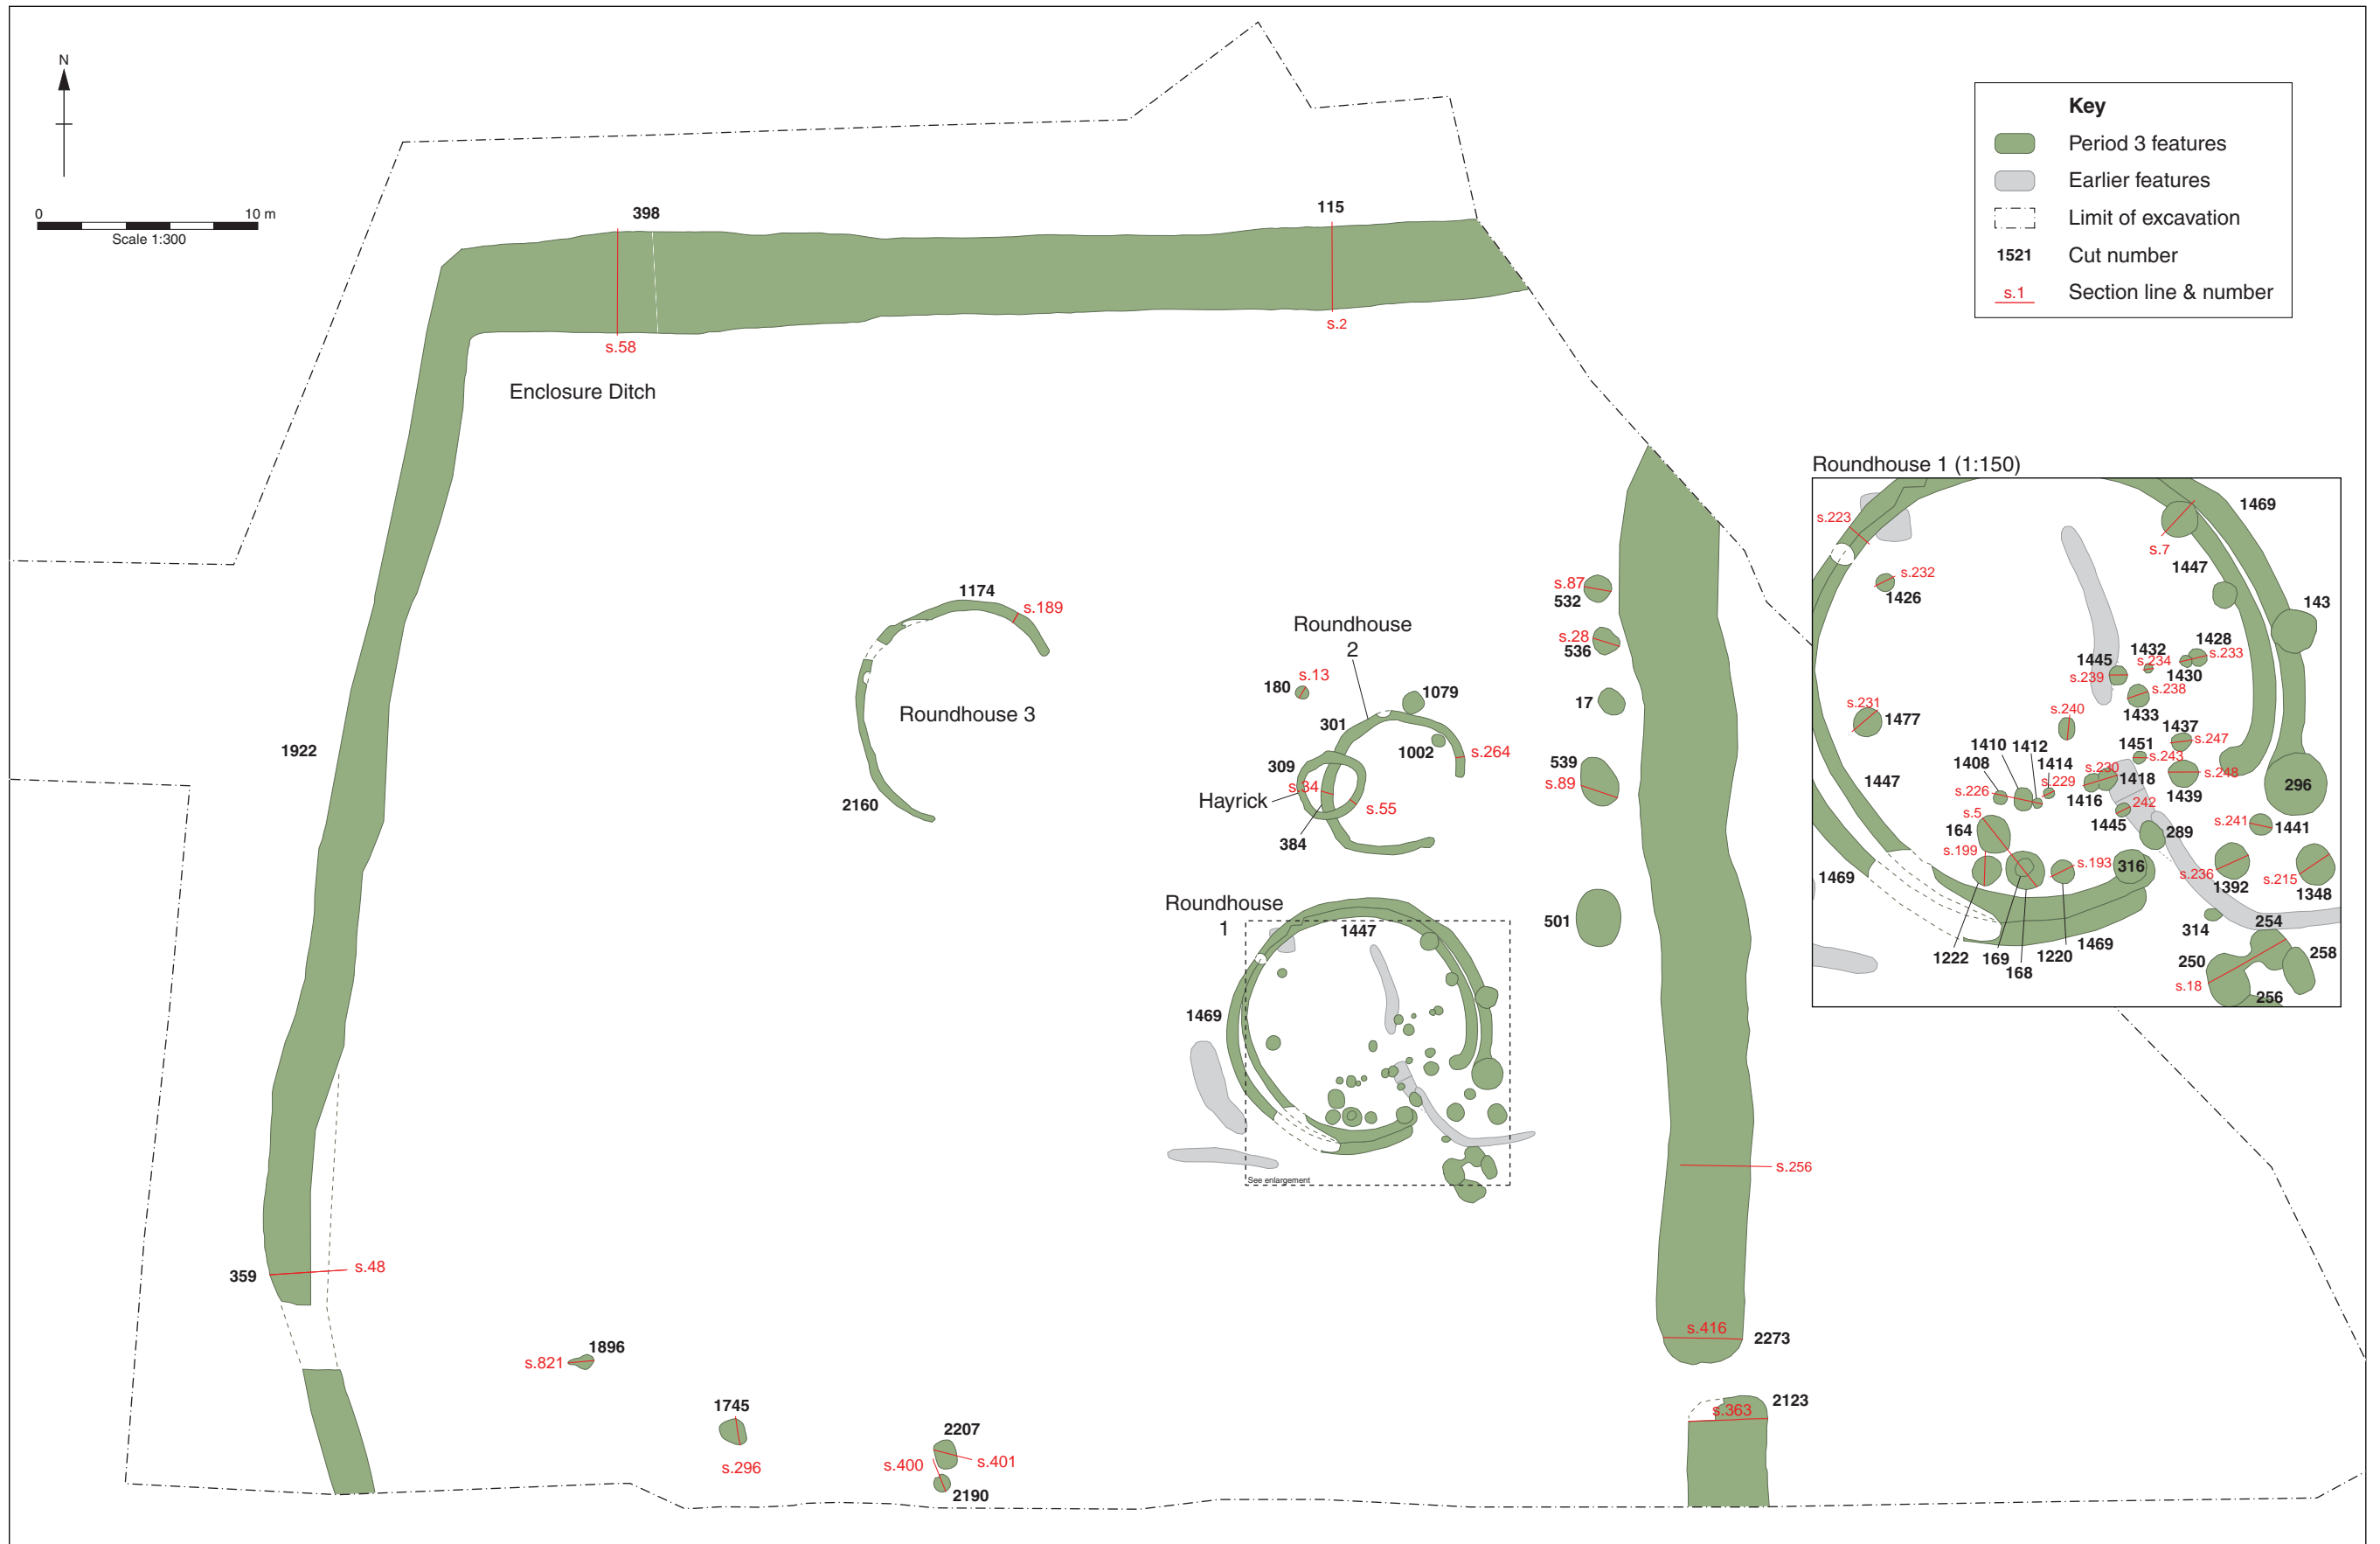 N
0 10 m
Scale 1:300
398
115
s.58
s.2
Enclosure Ditch
Key
Period 3 features
Earlier features
Limit of excavation
1521 Cut number
s.1 Section line & number
1174
s.189
Roundhouse 3
2160
1922
Roundhouse
2
s.13
180
1079
301
1002
s.264
309
s.34
Hayrick
s.55
384
s.87
532
s.28
536
17
539
s.89
501
Roundhouse
1
1447
1469
See enlargement
s.256
s.416
2273
2123
s.363
359
s.48
1896
s.821
1745
s.296
2207
s.400
s.401
2190
Roundhouse 1 (1:150)
s.223
1469
s.7
s.232
1426
1447
143
1432
1428
1445
s.234
s.233
s.239
1430
s.238
s.231
1477
s.240
1433
1437
s.247
1410
1412
1451
1408
1414
s.243
s.230
s.229
1418
s.248
296
1447
s.226
1416
1439
242
s.5
164
1445
289
s.241
1441
s.199
s.193
316
s.236
1392
s.215
1348
1469
314
254
1222
169
168
1220
1469
250
258
s.18
256